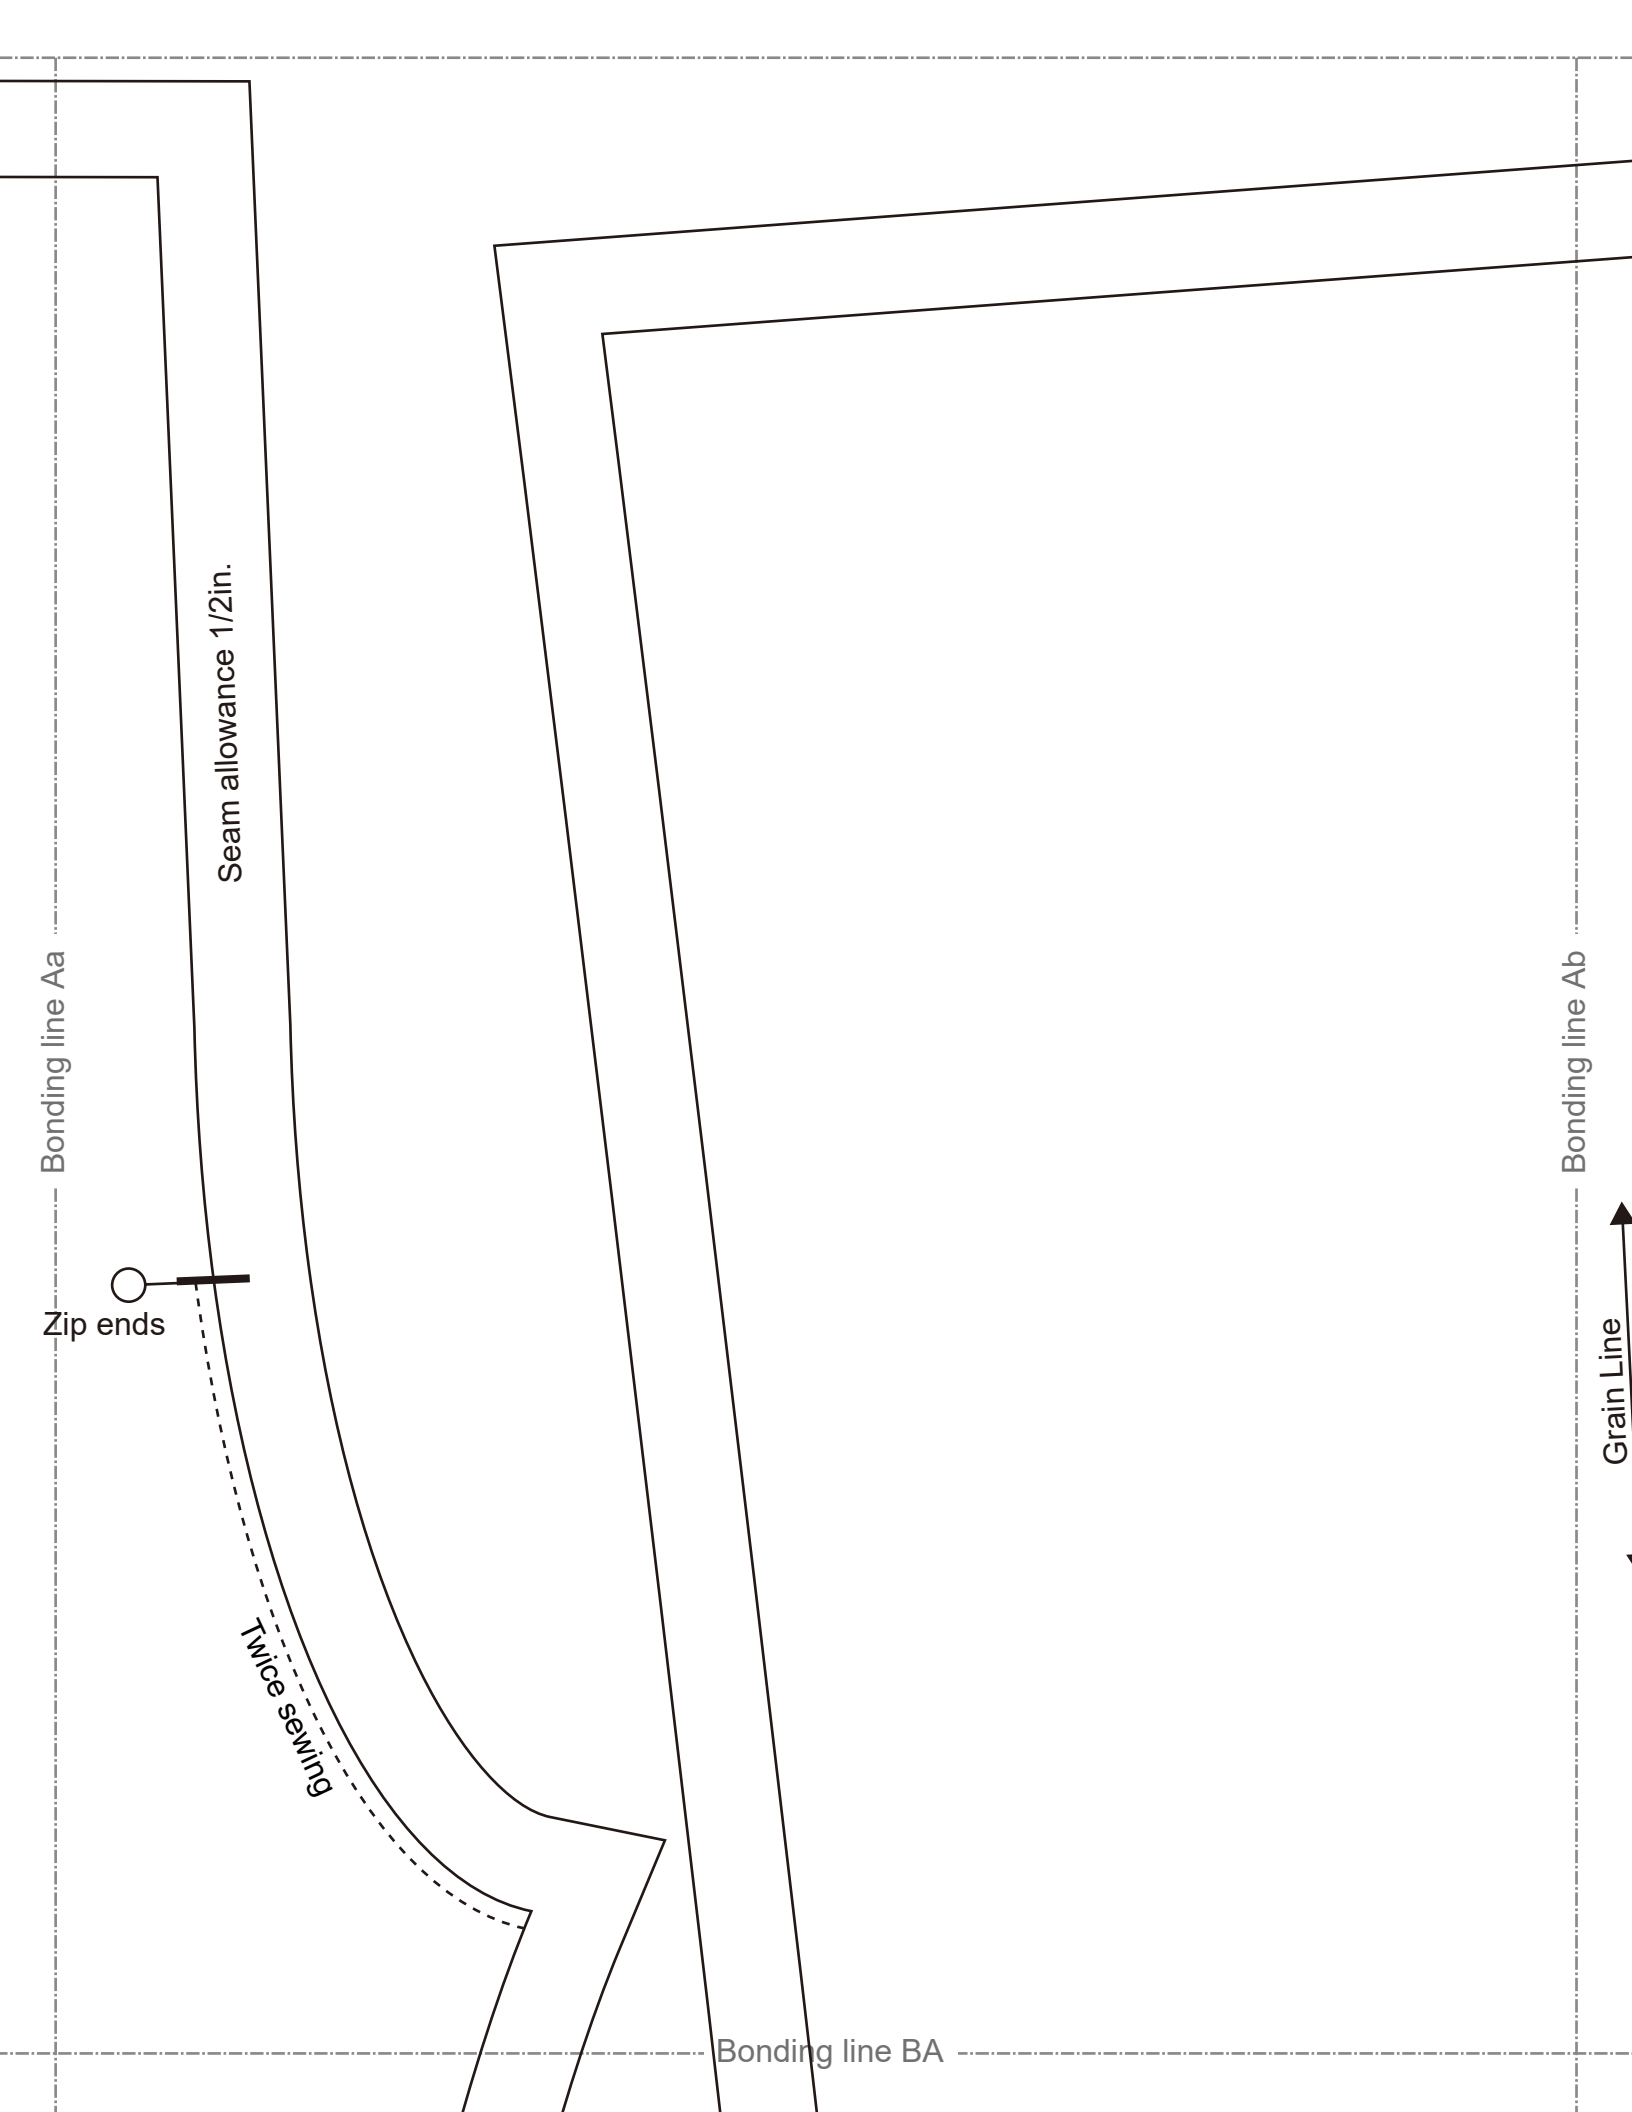 Seam allowance 1/2in.
Bonding line Aa
Bonding line Ab
Zip ends
Grain Line
Twice sewing
Bonding line BA